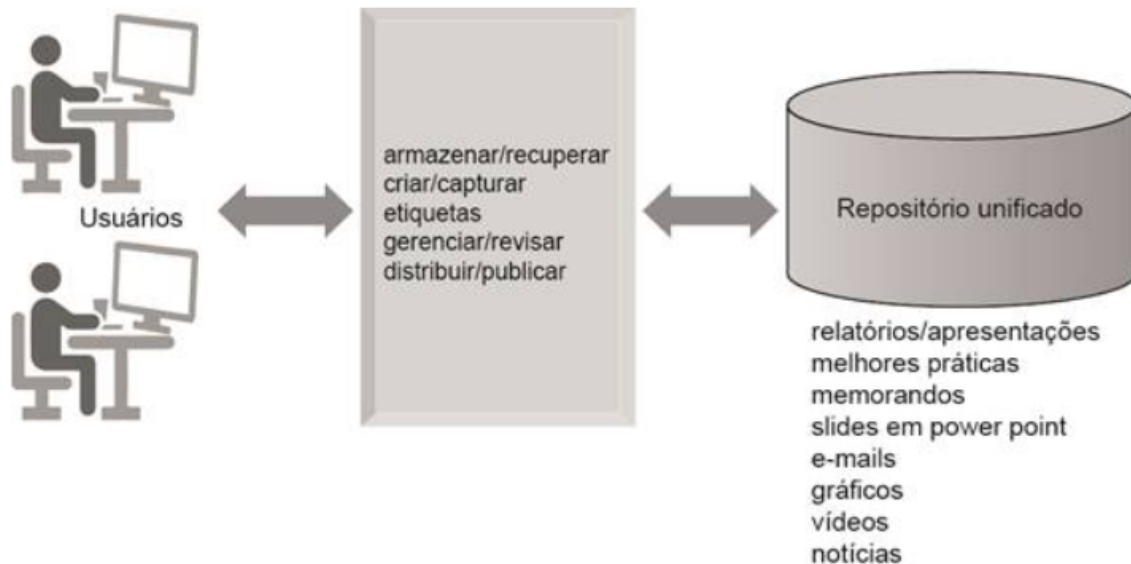 Usuários
armazenar/recuperar
criar/capturar
etiquetas
gerenciar/revisar
distribuir/publicar
Repositório unificado
relatórios/apresentações
melhores práticas
memorandos
slides em power point
e-mails
gráficos
vídeos
notícias